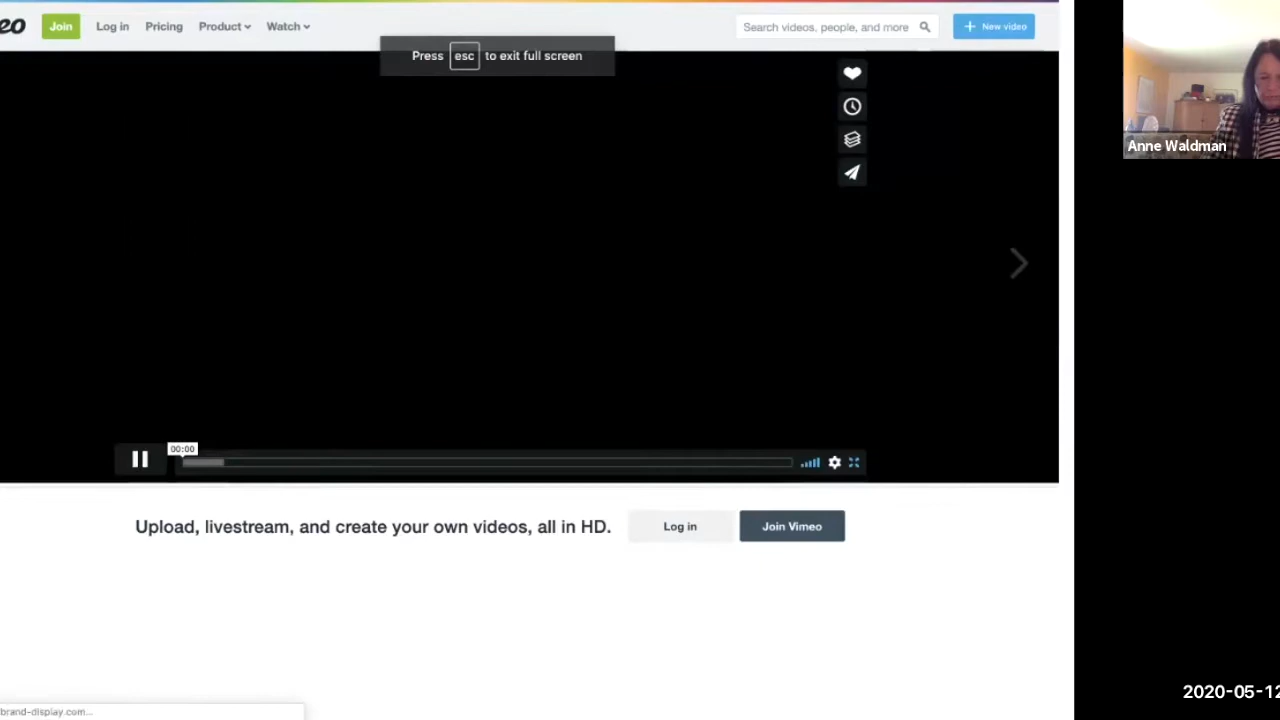 eo Join Log in Pricing Product Watch Search videos, people, and more New video
Press esc to exit full screen
Anne Waldman
00:00
Upload, livestream, and create your own videos, all in HD. Log in Join Vimeo
2020-05-12
brand-display.com...